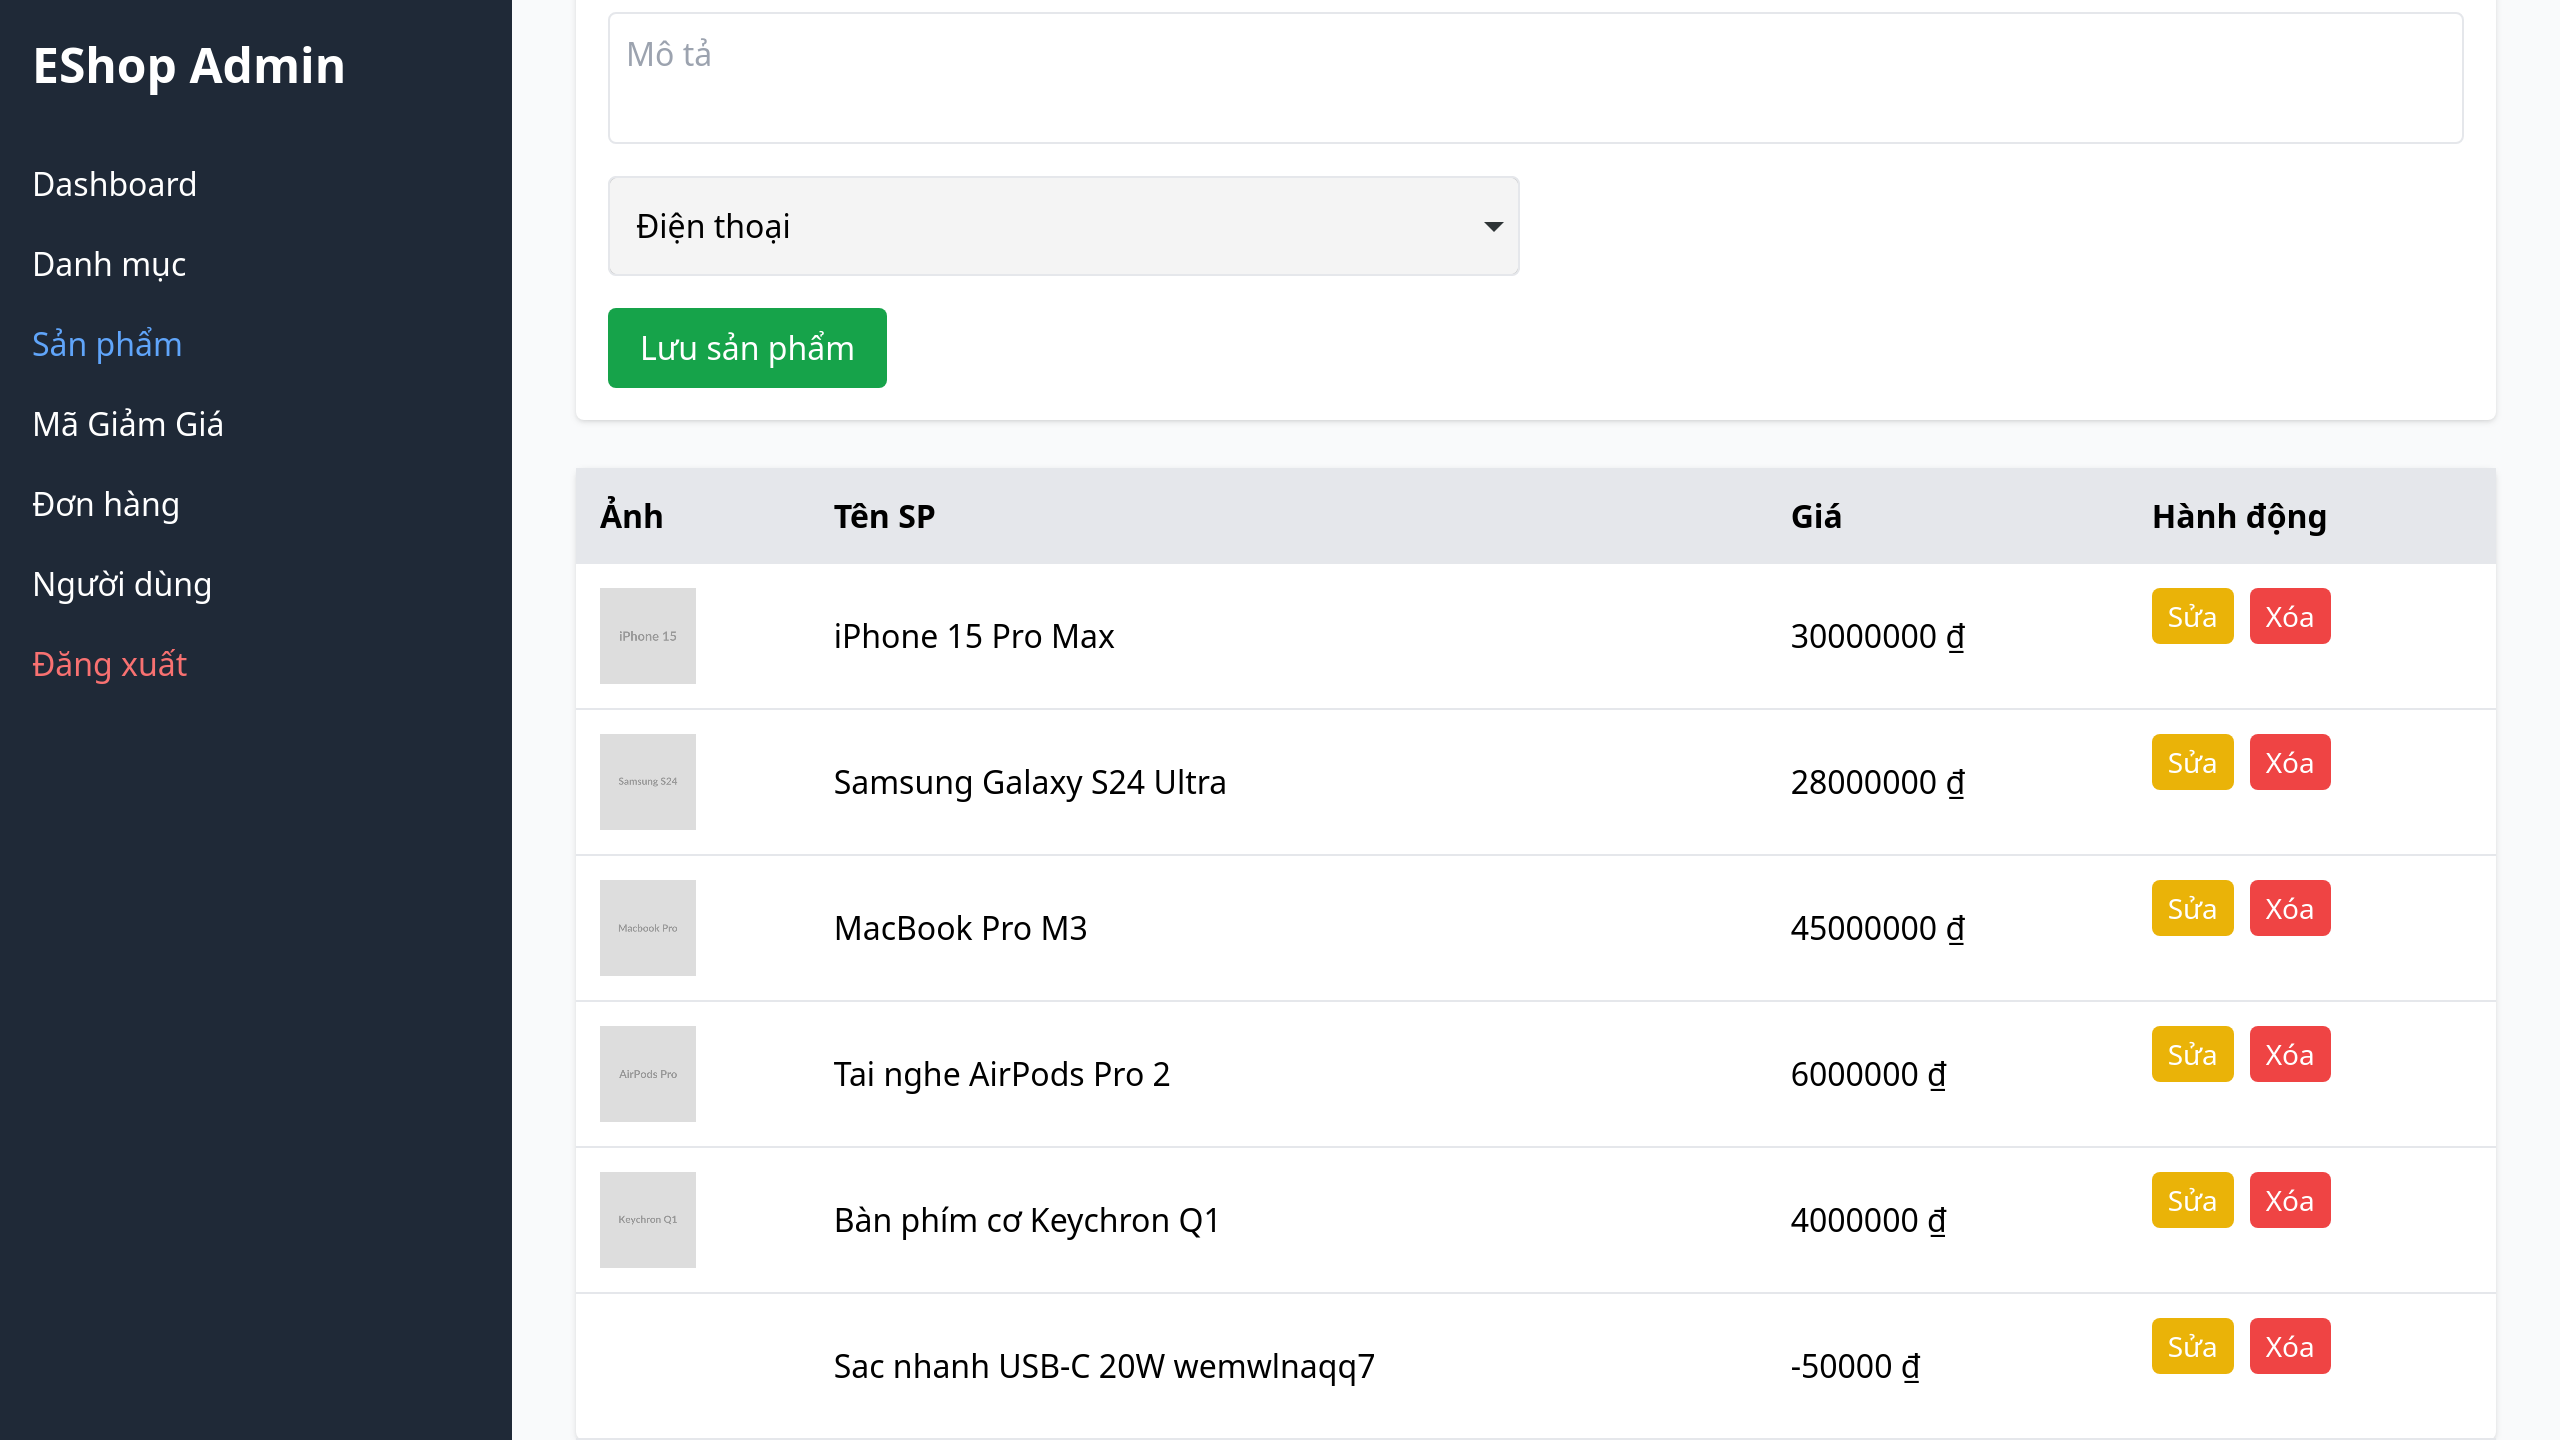 EShop Admin
Dashboard
Danh mục
Sản phẩm
Mã Giảm Giá
Đơn hàng
Người dùng
Đăng xuất
Mô tả
Điện thoại
Lưu sản phẩm
Ảnh Tên SP Giá Hành động
iPhone 15 iPhone 15 Pro Max 30000000 ₫ Sửa Xóa
Samsung S24 Samsung Galaxy S24 Ultra 28000000 ₫ Sửa Xóa
Macbook Pro MacBook Pro M3 45000000 ₫ Sửa Xóa
AirPods Pro Tai nghe AirPods Pro 2 6000000 ₫ Sửa Xóa
Keychron Q1 Bàn phím cơ Keychron Q1 4000000 ₫ Sửa Xóa
Sac nhanh USB-C 20W wemwlnaqq7 -50000 ₫ Sửa Xóa